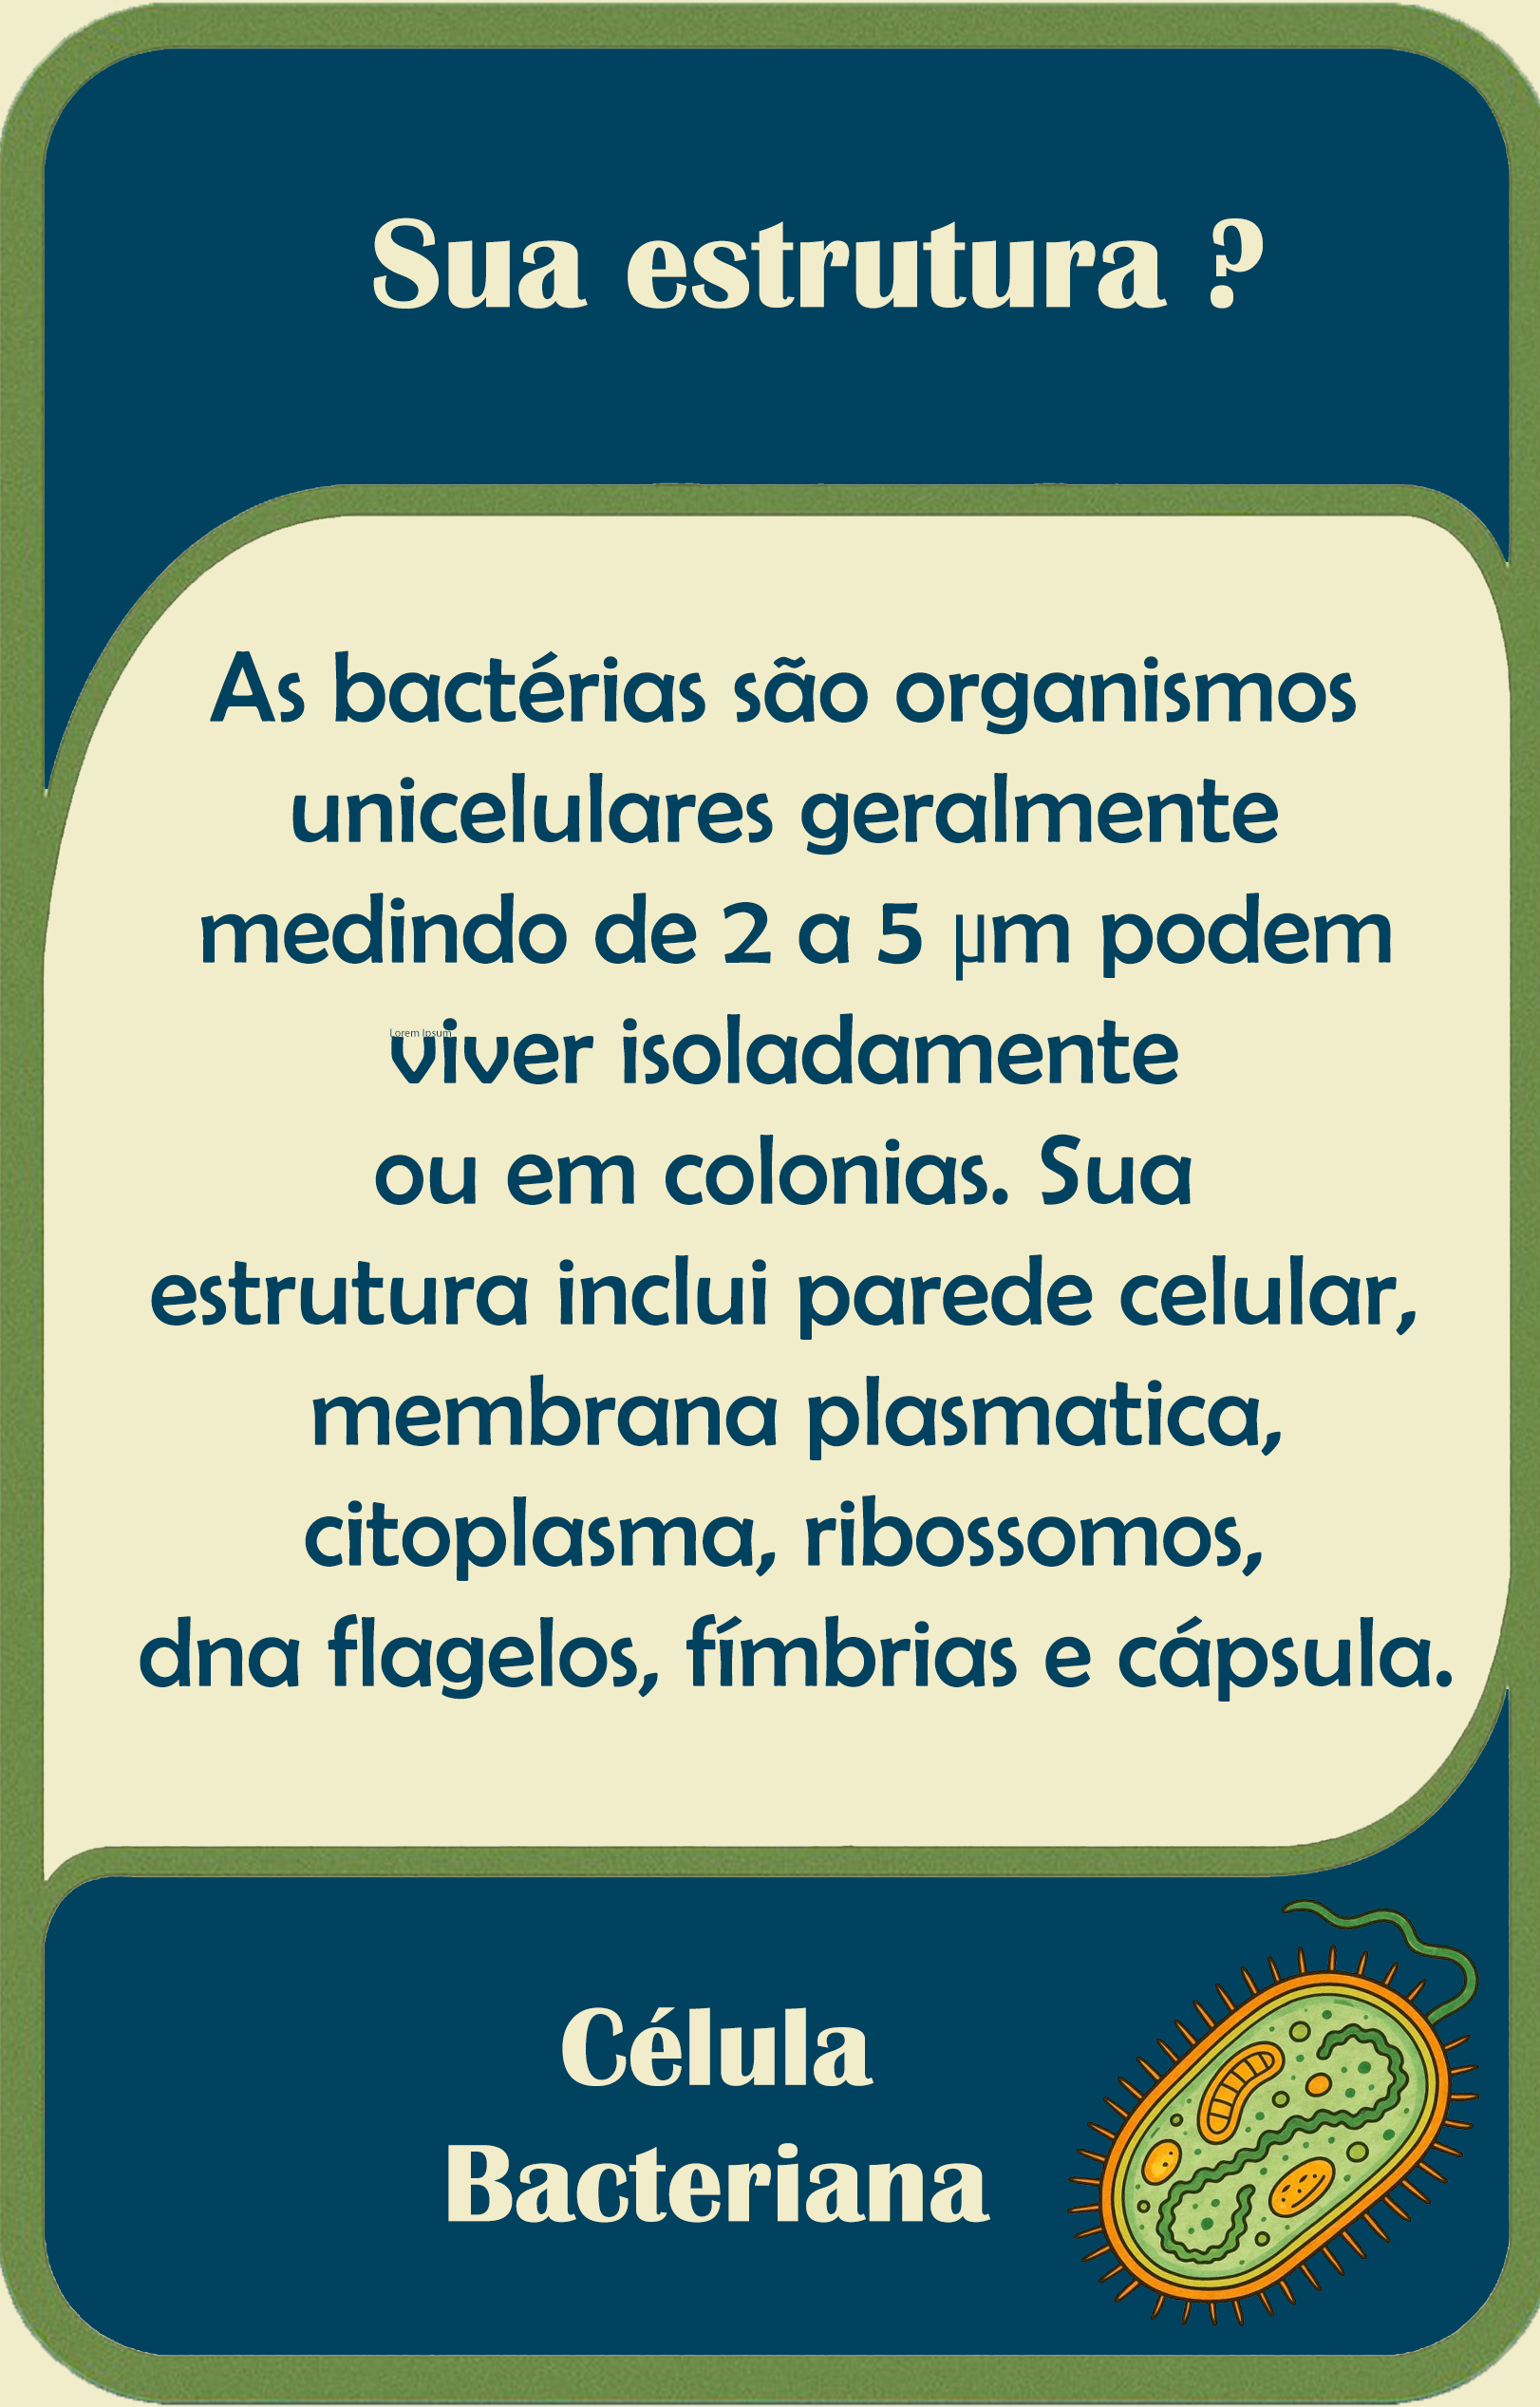 Sua estrutura ?
As bactérias são organismos
unicelulares geralmente
medindo de 2 a 5 µm podem
Lorem Ipsum
viver isoladamente
ou em colonias. Sua
estrutura inclui parede celular,
membrana plasmatica,
citoplasma, ribossomos,
dna flagelos, fímbrias e cápsula.
Célula
Bacteriana